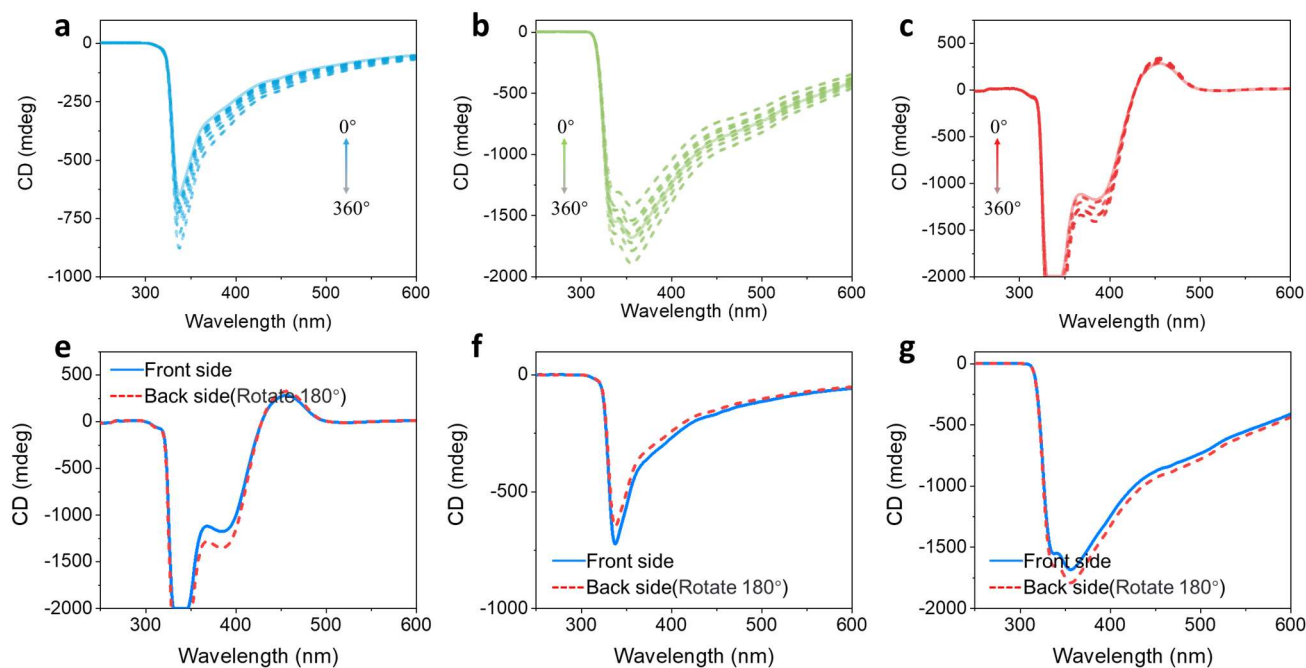 a
0
-250
-500
-750
-1000
CD (mdeg)
0°
360°
300
400
500
600
Wavelength (nm)
b
0
-500
-1000
-1500
-2000
CD (mdeg)
0°
360°
300
400
500
600
Wavelength (nm)
c
500
0
-500
-1000
-1500
-2000
CD (mdeg)
0°
360°
300
400
500
600
Wavelength (nm)
e
Front side
Back side(Rotate 180°)
500
0
-500
-1000
-1500
-2000
CD (mdeg)
300
400
500
600
Wavelength (nm)
f
0
-500
-1000
CD (mdeg)
Front side
Back side(Rotate 180°)
300
400
500
600
Wavelength (nm)
g
0
-500
-1000
-1500
-2000
CD (mdeg)
Front side
Back side(Rotate 180°)
300
400
500
600
Wavelength (nm)